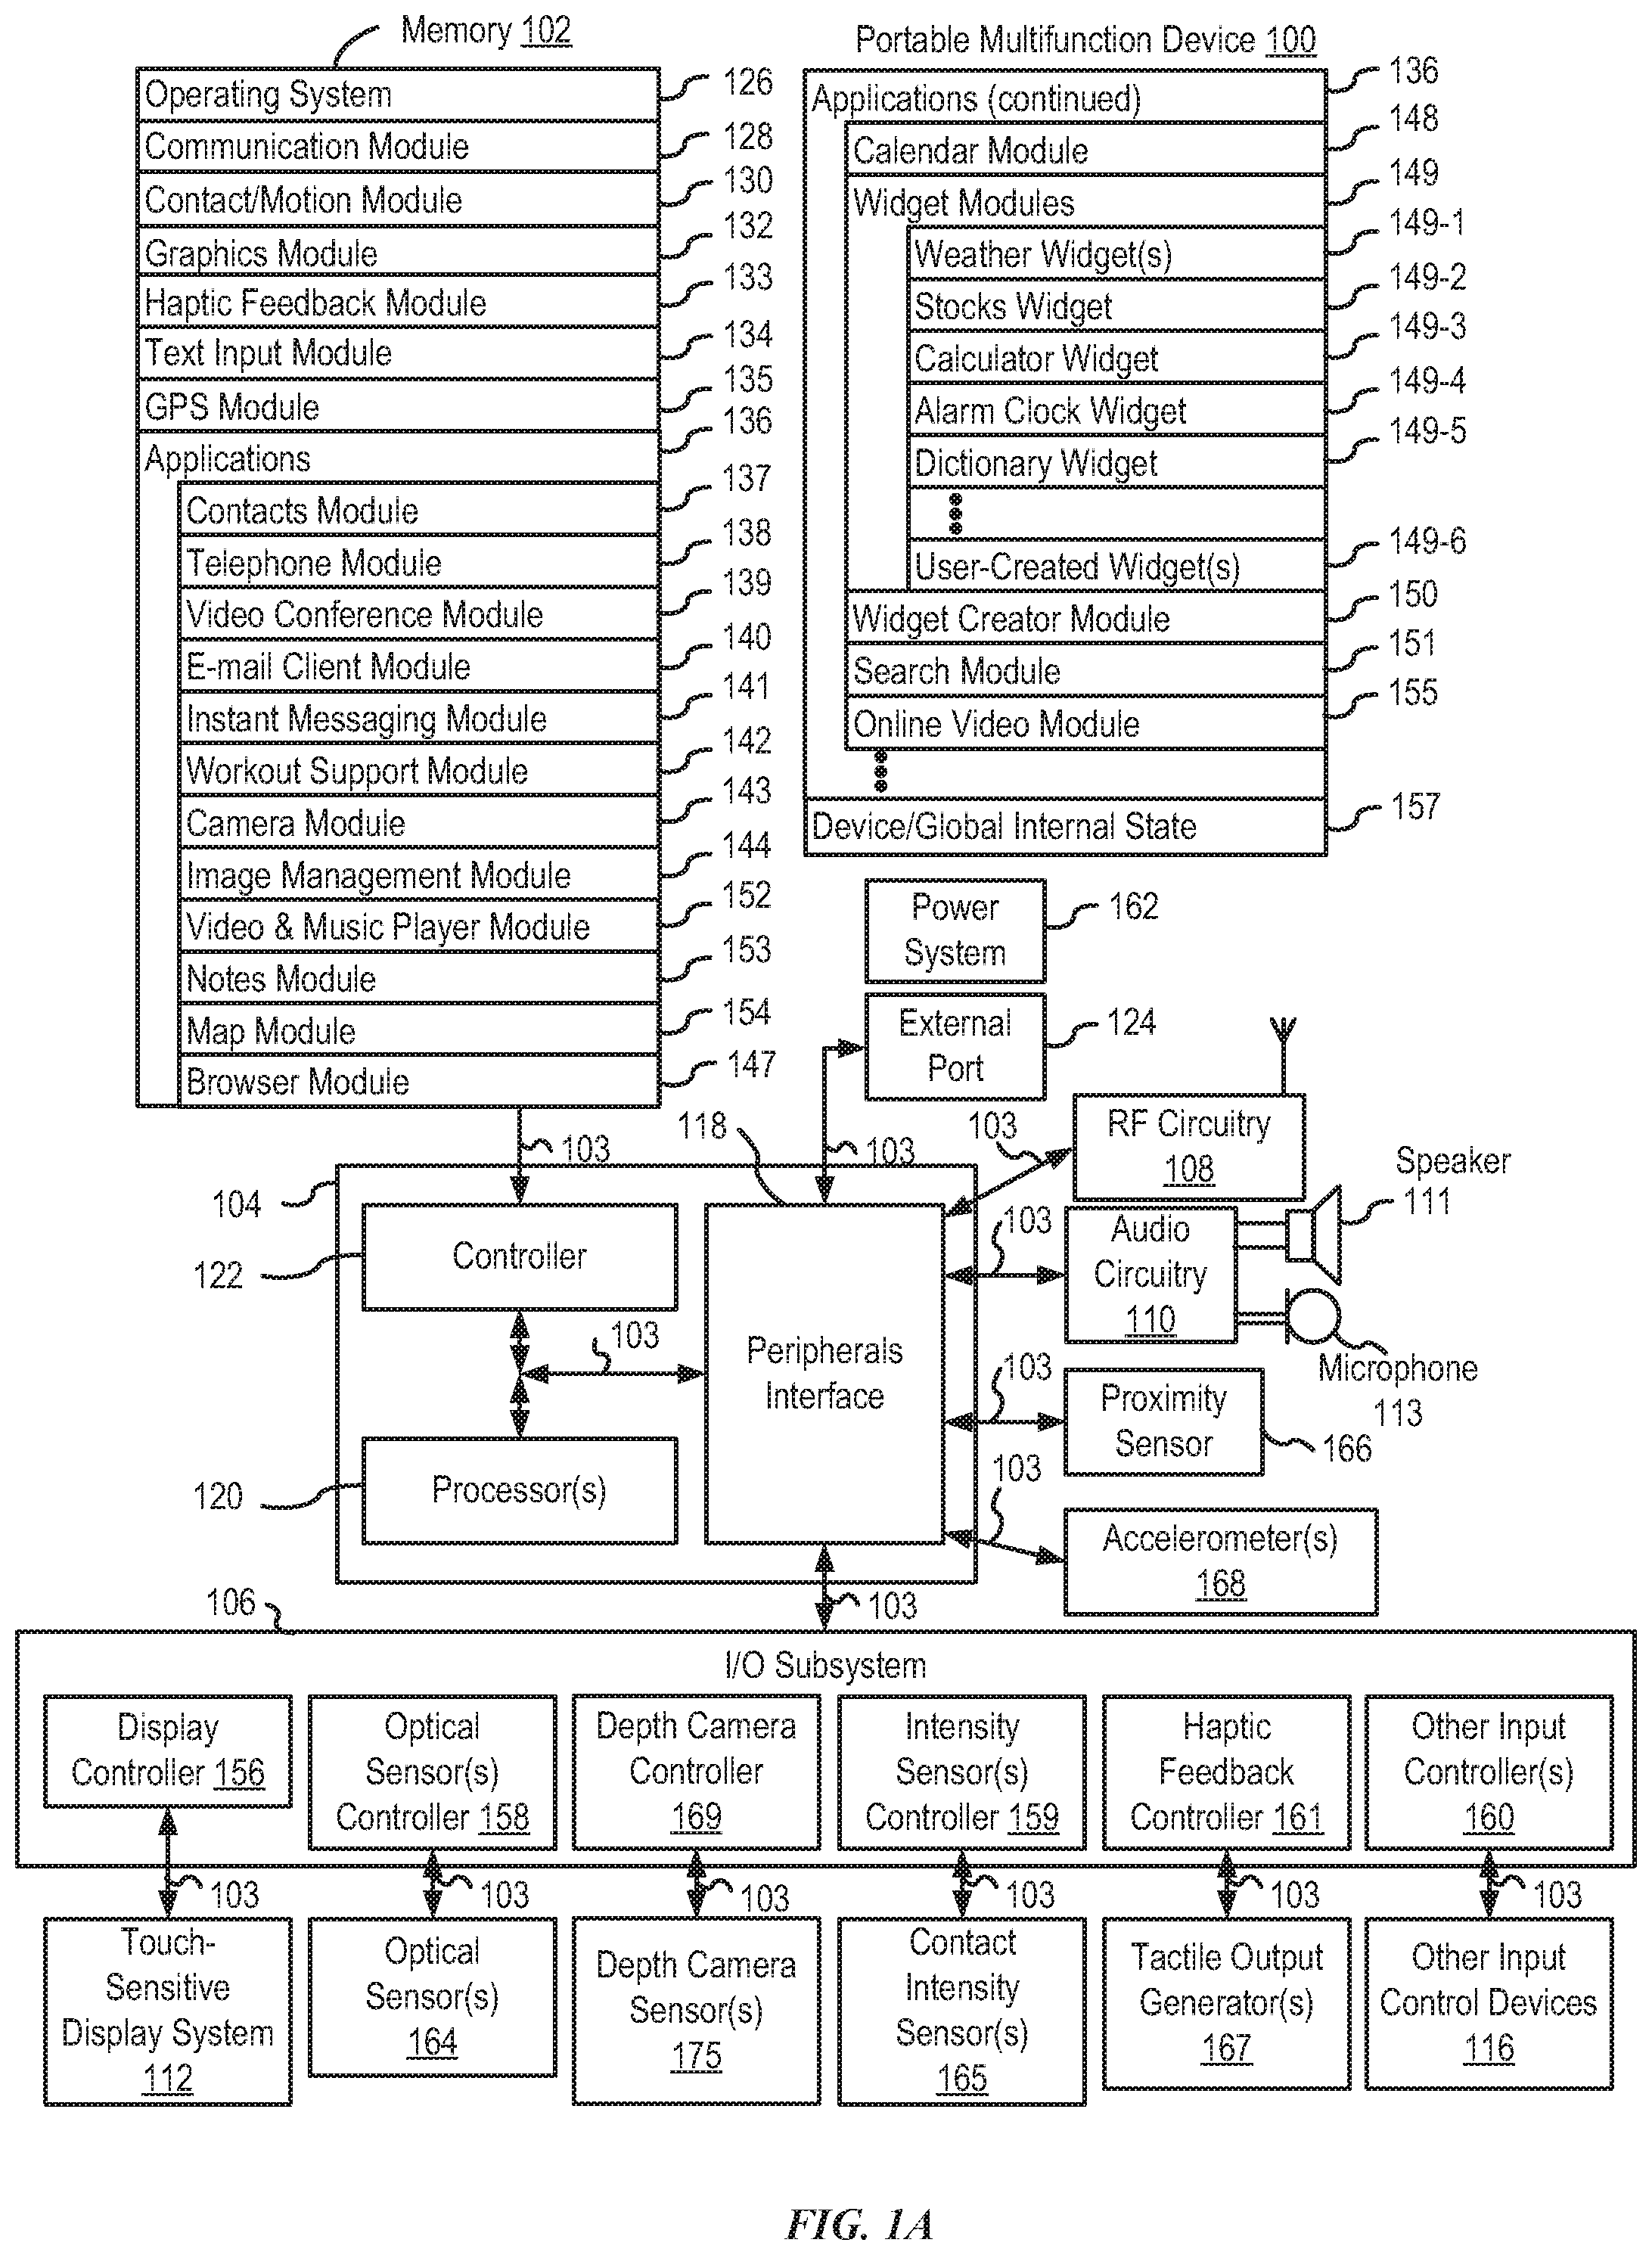 Memory 102
Operating System
126
Communication Module
128
Contact/Motion Module
130
Graphics Module
132
Haptic Feedback Module
133
Text Input Module
134
GPS Module
135
Applications
136
Contacts Module
137
Telephone Module
138
Video Conference Module
139
E-mail Client Module
140
Instant Messaging Module
141
Workout Support Module
142
Camera Module
143
Image Management Module
144
Video & Music Player Module
152
Notes Module
153
Map Module
154
Browser Module
147
Portable Multifunction Device 100
Applications (continued)
136
Calendar Module
148
Widget Modules
149
Weather Widget(s)
149-1
Stocks Widget
149-2
Calculator Widget
149-3
Alarm Clock Widget
149-4
Dictionary Widget
149-5
User-Created Widget(s)
149-6
Widget Creator Module
150
Search Module
151
Online Video Module
155
Device/Global Internal State
157
Power
System
162
External
Port
124
103
118
103
103
RF Circuitry
108
Speaker
111
104
Controller
122
103
Audio
Circuitry
110
Microphone
113
103
Peripherals
Interface
103
Proximity
Sensor
166
Processor(s)
120
103
Accelerometer(s)
168
103
106
I/O Subsystem
Display
Controller 156
Optical
Sensor(s)
Controller 158
Depth Camera
Controller
169
Intensity
Sensor(s)
Controller 159
Haptic
Feedback
Controller 161
Other Input
Controller(s)
160
103
103
103
103
103
103
Touch-
Sensitive
Display System
112
Optical
Sensor(s)
164
Depth Camera
Sensor(s)
175
Contact
Intensity
Sensor(s)
165
Tactile Output
Generator(s)
167
Other Input
Control Devices
116
FIG. 1A